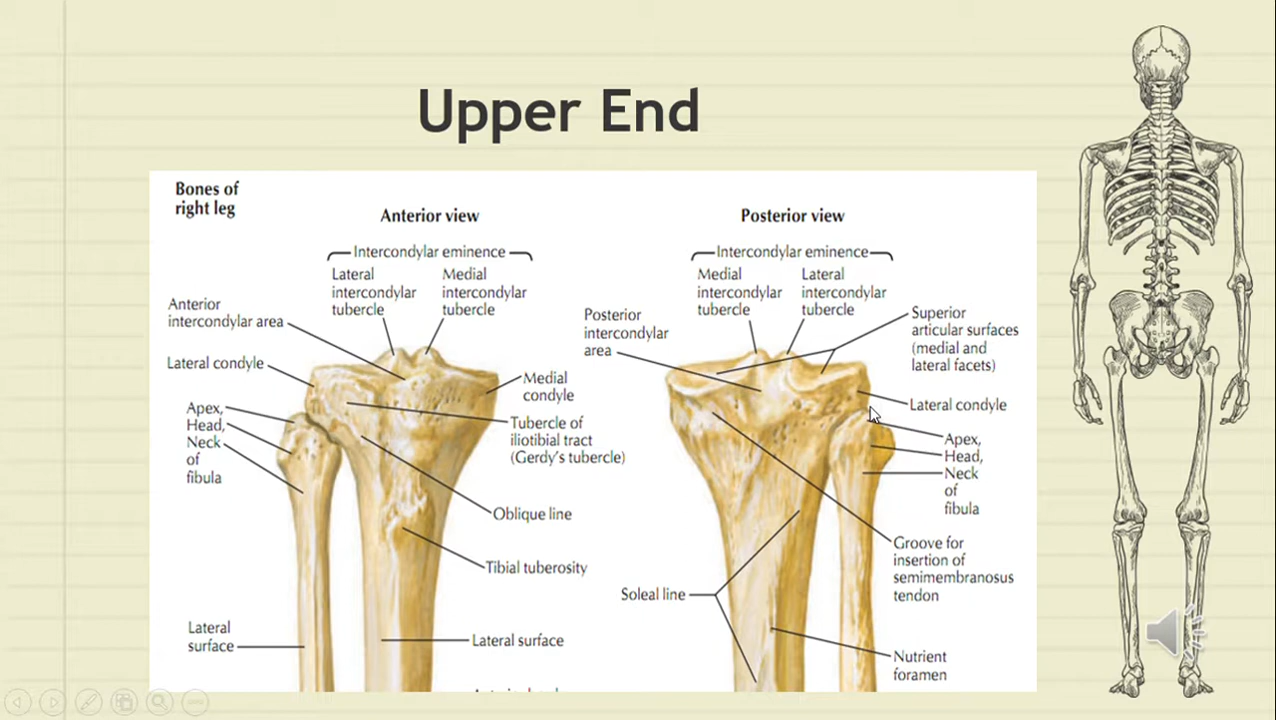 Upper End
Bones of
right leg
Anterior view
Intercondylar eminence
Lateral
intercondylar
tubercle
Medial
intercondylar
tubercle
Anterior
intercondylar area
Lateral condyle
Apex,
Head,
Neck
of
fibula
Medial
condyle
Tubercle of
iliotibial tract
(Gerdy's tubercle)
Oblique line
Tibial tuberosity
Lateral
surface
Lateral surface
Posterior view
Intercondylar eminence
Medial
intercondylar
tubercle
Lateral
intercondylar
tubercle
Posterior
intercondylar
area
Superior
articular surfaces
(medial and
lateral facets)
Lateral condyle
Apex,
Head,
Neck
of
fibula
Groove for
insertion of
semimembranosus
tendon
Soleal line
Nutrient
foramen